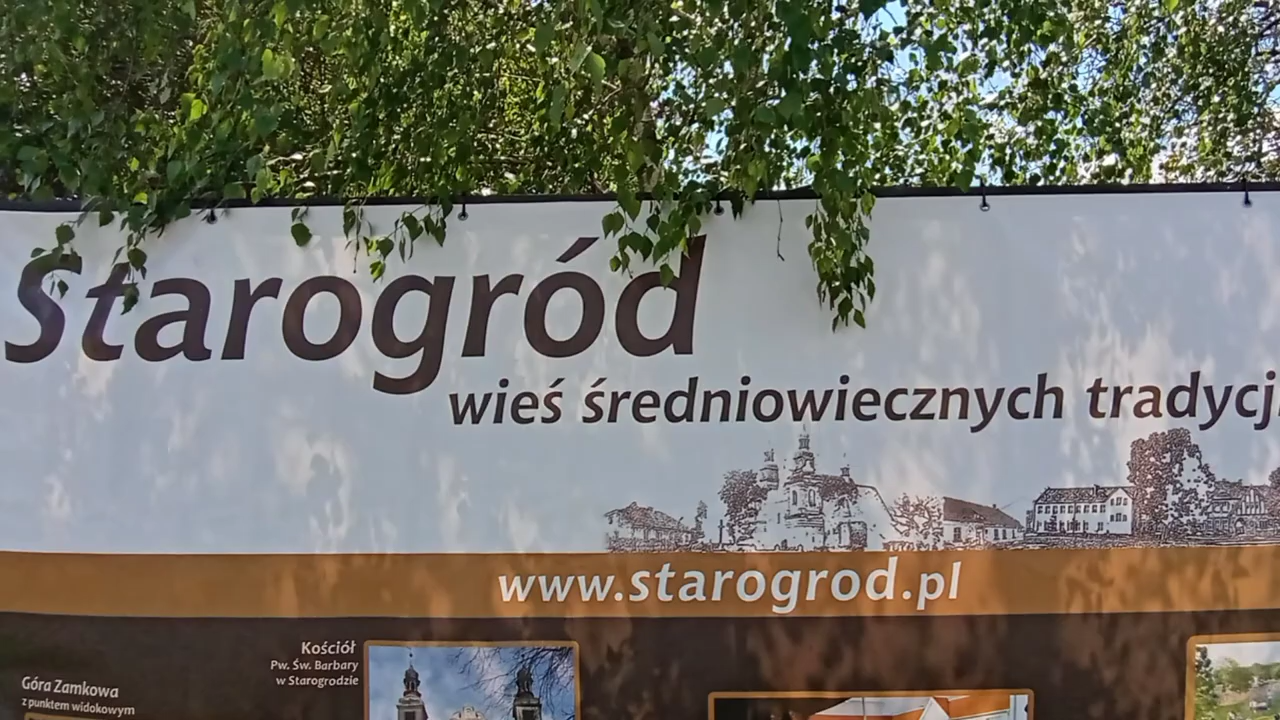 Starogród
wieś średniowiecznych tradycji
www.starogrod.pl
Kościół
Pw. Św. Barbary
w Starogrodzie
Góra Zamkowa
z punktem widokowym